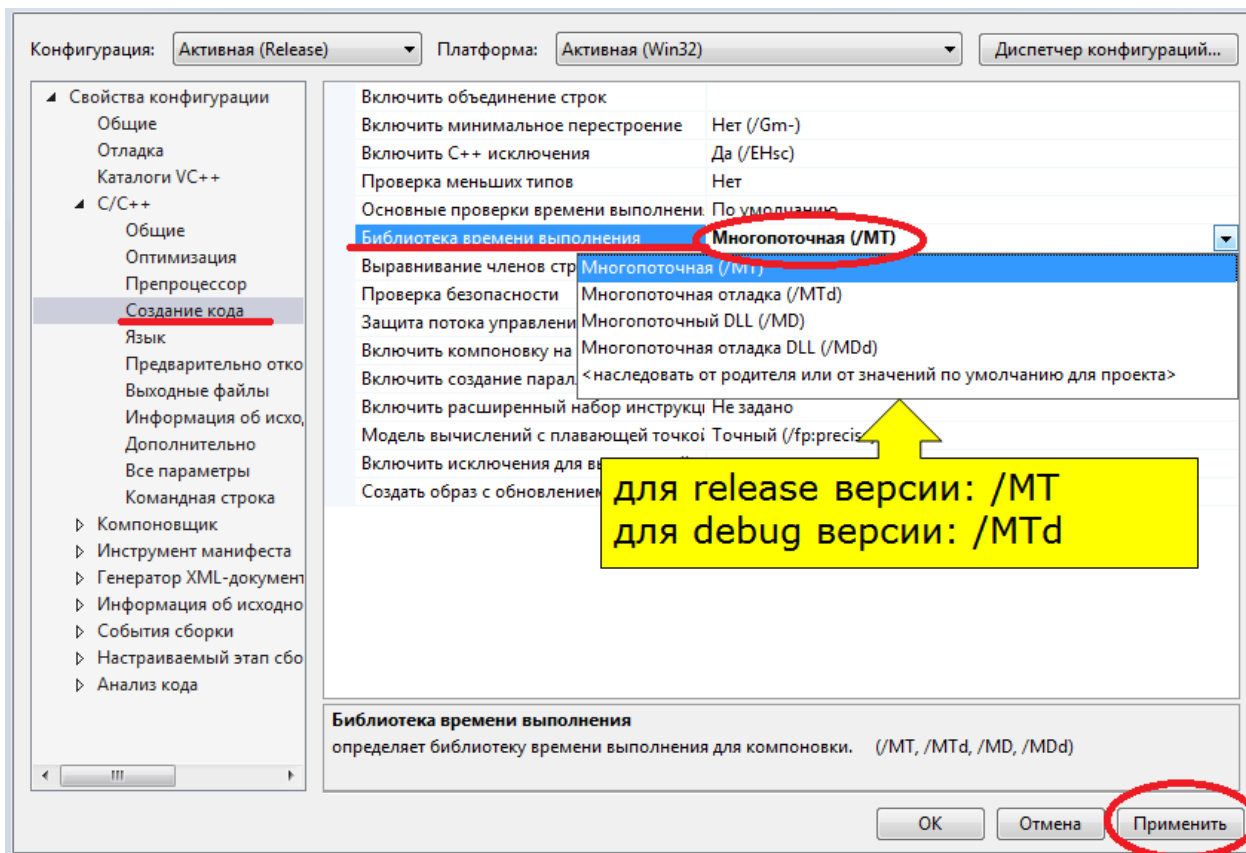 Конфигурация: Активная (Release) Платформа: Активная (Win32) Диспетчер конфигураций...
Свойства конфигурации
Общие
Отладка
Каталоги VC++
C/C++
Общие
Оптимизация
Препроцессор
Создание кода
Язык
Предварительно отко
Выходные файлы
Информация об исхо
Дополнительно
Все параметры
Командная строка
Компоновщик
Инструмент манифеста
Генератор XML-документ
Информация об исходно
События сборки
Настраиваемый этап сбо
Анализ кода
Включить объединение строк
Включить минимальное перестроение Нет (/Gm-)
Включить C++ исключения Да (/EHsc)
Проверка меньших типов Нет
Основные проверки времени выполнени По умолчанию
Библиотека времени выполнения Многопоточная (/MT)
Выравнивание членов стр
Проверка безопасности
Защита потока управлени
Включить компоновку на
Включить создание парал
Включить расширенный набор инструкц Не задано
Модель вычислений с плавающей точкой Точный (/fp:precis
Включить исключения для вы
Создать образ с обновлением
Многопоточная (/MT)
Многопоточная отладка (/MTd)
Многопоточный DLL (/MD)
Многопоточная отладка DLL (/MDd)
<наследовать от родителя или от значений по умолчанию для проекта>
для release версии: /MT
для debug версии: /MTd
Библиотека времени выполнения
определяет библиотеку времени выполнения для компоновки. (/MT, /MTd, /MD, /MDd)
ОК Отмена Применить